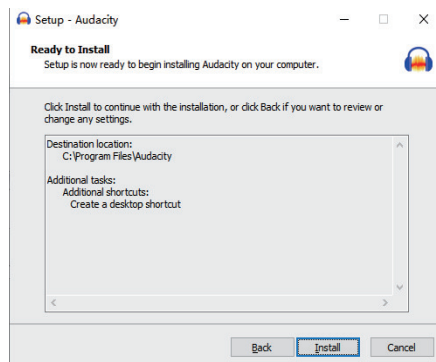 Setup - Audacity
Ready to Install
Setup is now ready to begin installing Audacity on your computer.
Click Install to continue with the installation, or click Back if you want to review or
change any settings.
Destination location:
C:\Program Files\Audacity
Additional tasks:
Additional shortcuts:
Create a desktop shortcut
Back Install Cancel